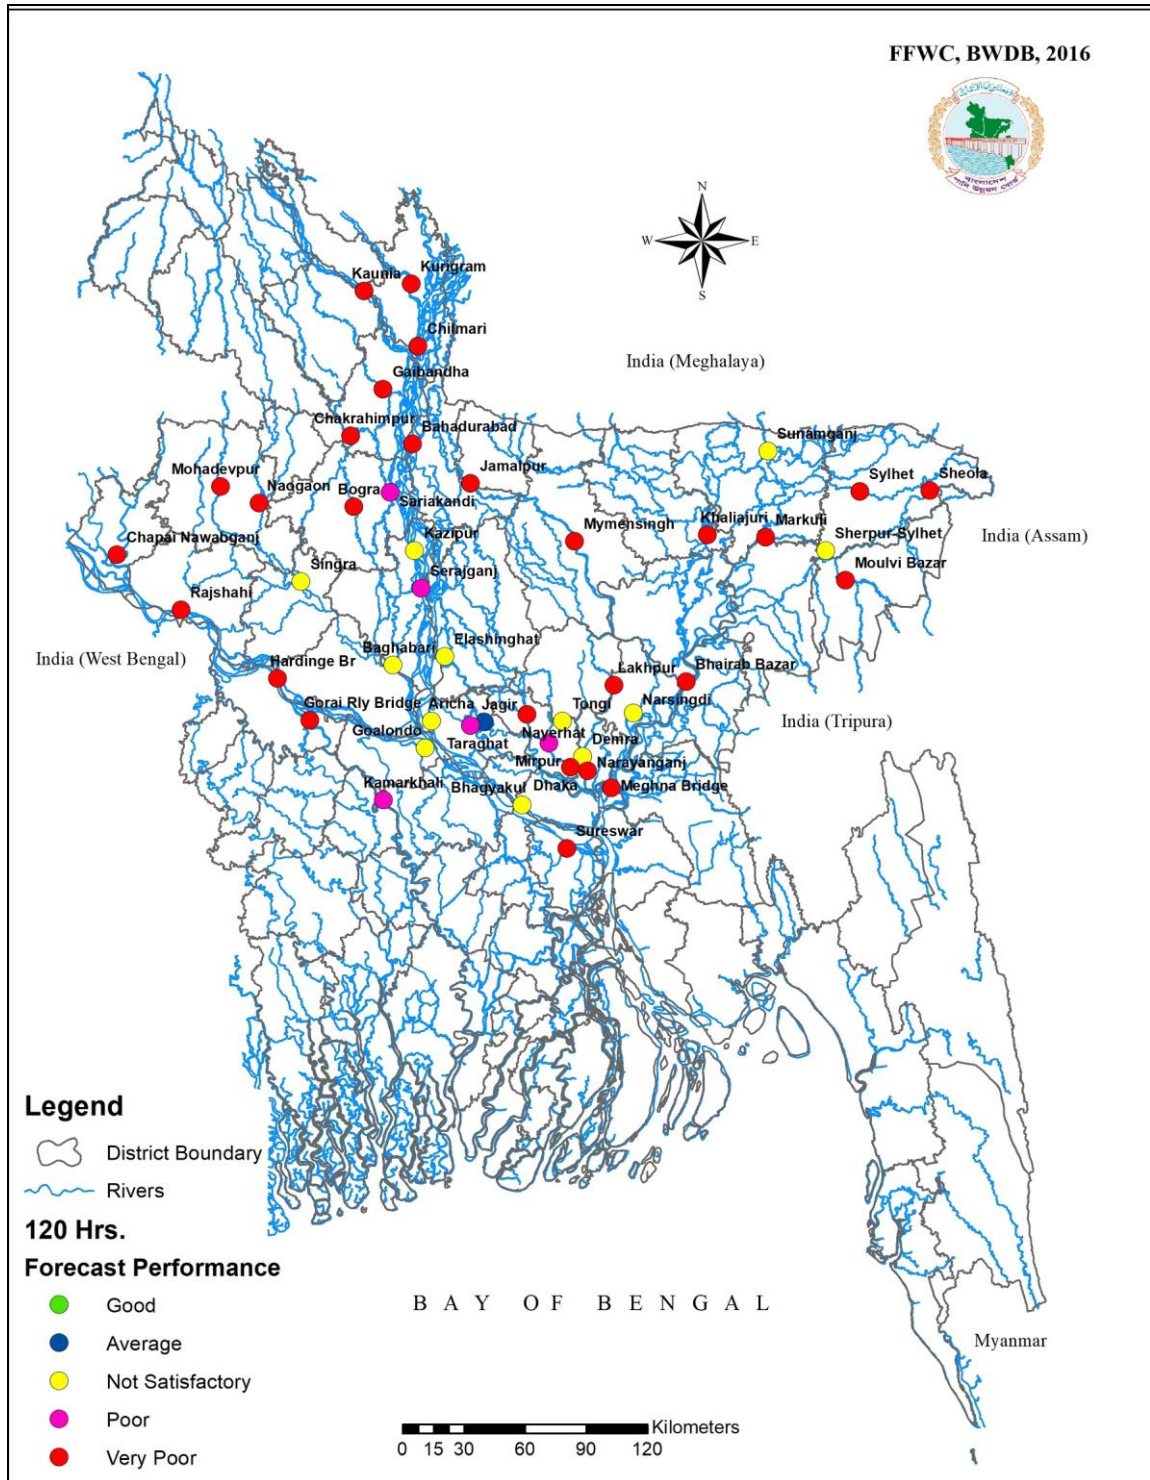 FFWC, BWDB, 2016
N
W
E
S
Kaunia
Kurigram
Chilmari
India (Meghalaya)
Gaibandha
Chakrahimpur
Bahadurabad
Sunamganj
Mohadevpur
Naogaon
Bogra
Sariakandi
Jamalpur
Sylhet
Sheola
Mymensingh
Khaliajuri
Markuli
Sherpur-Sylhet
India (Assam)
Chapai Nawabganj
Kazipur
Moulvi Bazar
Singra
Serajganj
Rajshahi
India (West Bengal)
Hardinge Br
Baghabari
Elashinghat
Lakhpur
Bhairab Bazar
Gorai Rly Bridge
Aricha
Jagir
Tongi
Narsingdi
India (Tripura)
Goalondo
Taraghat
Nayerhat
Demra
Mirpur
Narayanganj
Kamarkhali
Bhagyakul
Dhaka
Meghna Bridge
Sureswar
Legend
District Boundary
Rivers
120 Hrs.
Forecast Performance
Good
Average
Not Satisfactory
Poor
Very Poor
BAY OF BENGAL
Myanmar
Kilometers
0 15 30 60 90 120